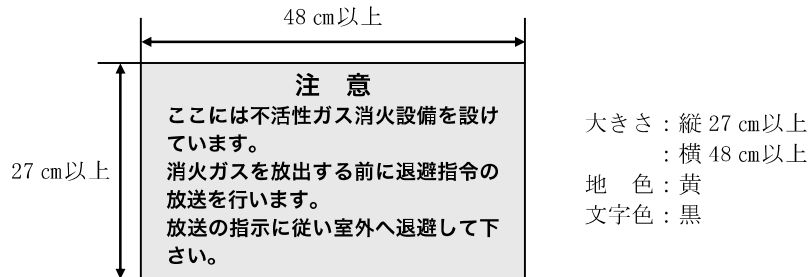 48 cm以上
注　意
ここには不活性ガス消火設備を設け
ています。
消火ガスを放出する前に退避指令の
放送を行います。
放送の指示に従い室外へ退避して下
さい。
27 cm以上
大きさ：縦 27 cm以上
：横 48 cm以上
地　色：黄
文字色：黒